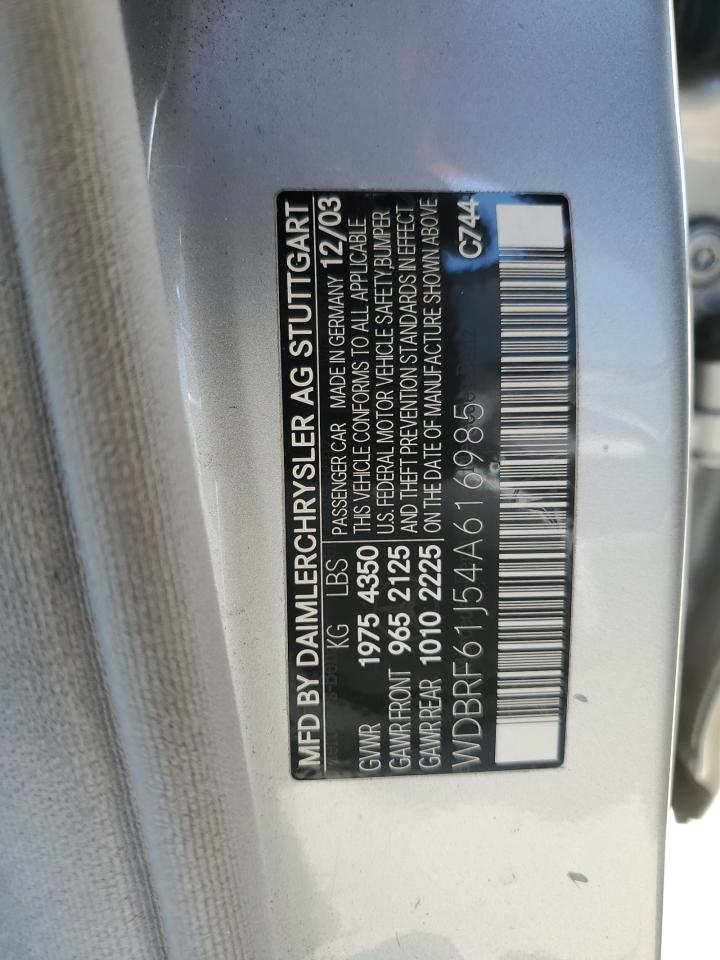 MFD BY DAIMLERCHRYSLER AG STUTTGART
KG LBS PASSENGER CAR MADE IN GERMANY 12/03
GVWR 1975 4350 THIS VEHICLE CONFORMS TO ALL APPLICABLE
U.S. FEDERAL MOTOR VEHICLE SAFETY BUMPER
GAWR FRONT 965 2125 AND THEFT PREVENTION STANDARDS IN EFFECT
GAWR REAR 1010 2225 ON THE DATE OF MANUFACTURE SHOWN ABOVE
WDBRF61J54A616985 C744